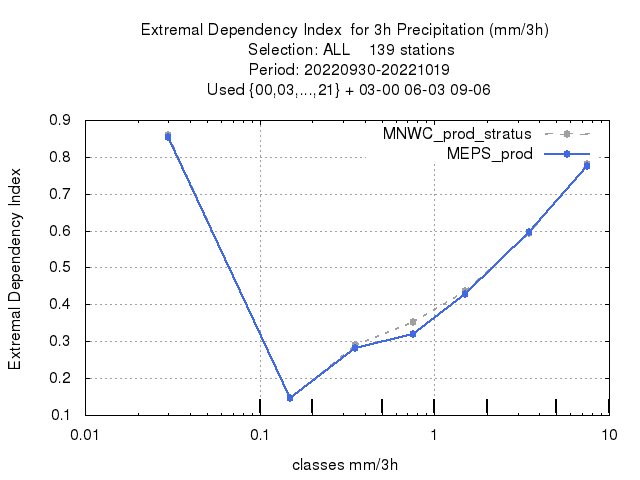 Extremal Dependency Index  for 3h Precipitation (mm/3h)
Selection: ALL    139 stations
Period: 20220930-20221019
Used {00,03,...,21} + 03-00 06-03 09-06
MNWC_prod_stratus
MEPS_prod
Extremal Dependency Index
0.9
0.8
0.7
0.6
0.5
0.4
0.3
0.2
0.1
0.01 0.1 1 10
classes mm/3h